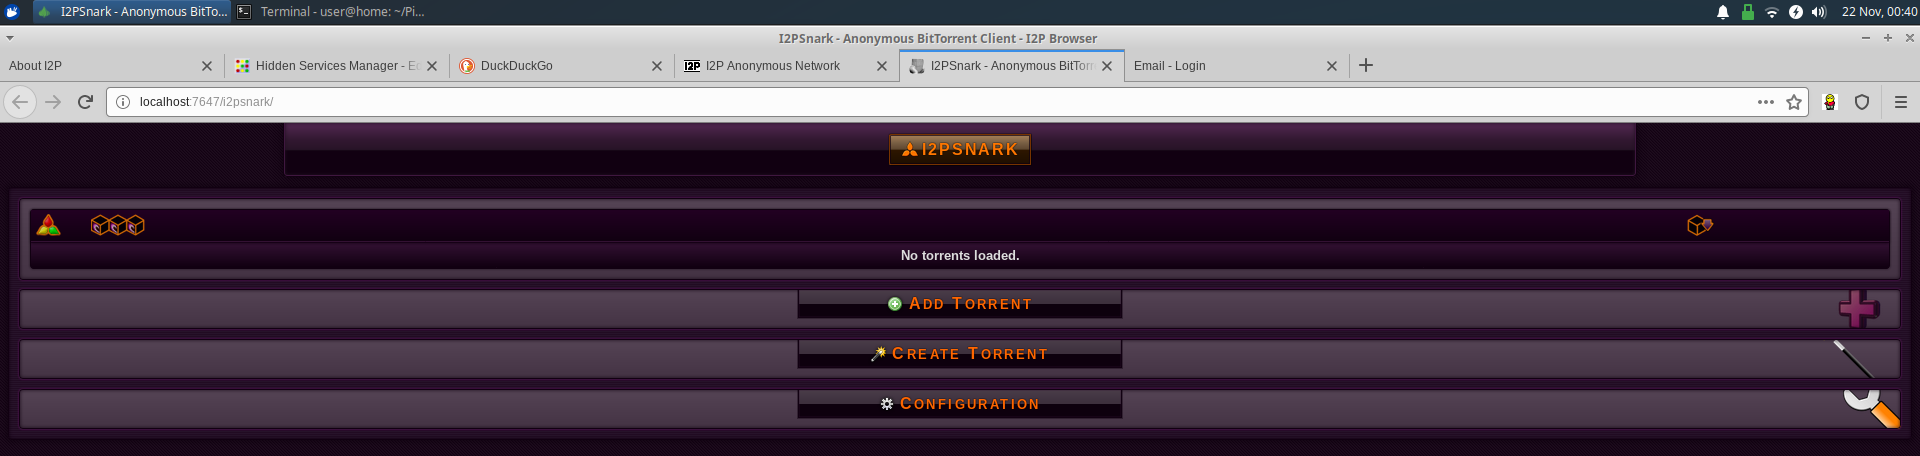 I2PSnark - Anonymous BitTo... Terminal - user@home: ~/Pi... 22 Nov, 00:40
I2PSnark - Anonymous BitTorrent Client - I2P Browser
About I2P Hidden Services Manager - DuckDuckGo I2P I2P Anonymous Network I2PSnark - Anonymous BitTorr Email - Login
localhost:7647/i2psnark/
I2PSNARK
No torrents loaded.
ADD TORRENT
CREATE TORRENT
CONFIGURATION